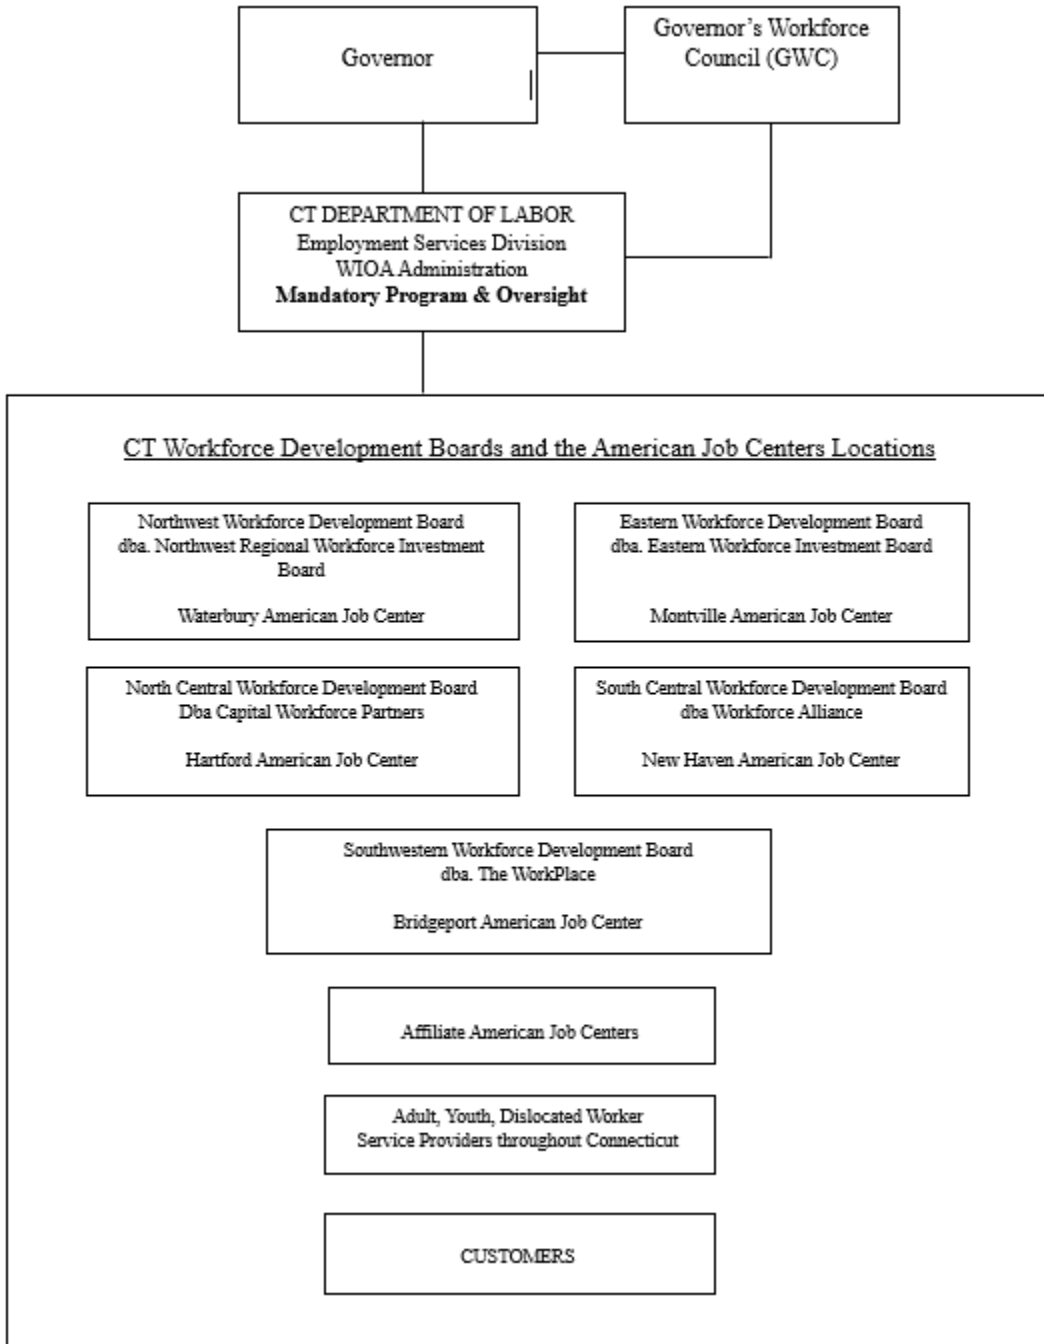 Governor
Governor’s Workforce
Council (GWC)
CT DEPARTMENT OF LABOR
Employment Services Division
WIOA Administration
Mandatory Program & Oversight
CT Workforce Development Boards and the American Job Centers Locations
Northwest Workforce Development Board
dba. Northwest Regional Workforce Investment
Board
Waterbury American Job Center
Eastern Workforce Development Board
dba. Eastern Workforce Investment Board
Montville American Job Center
North Central Workforce Development Board
Dba Capital Workforce Partners
Hartford American Job Center
South Central Workforce Development Board
dba Workforce Alliance
New Haven American Job Center
Southwestern Workforce Development Board
dba. The WorkPlace
Bridgeport American Job Center
Affiliate American Job Centers
Adult, Youth, Dislocated Worker
Service Providers throughout Connecticut
CUSTOMERS